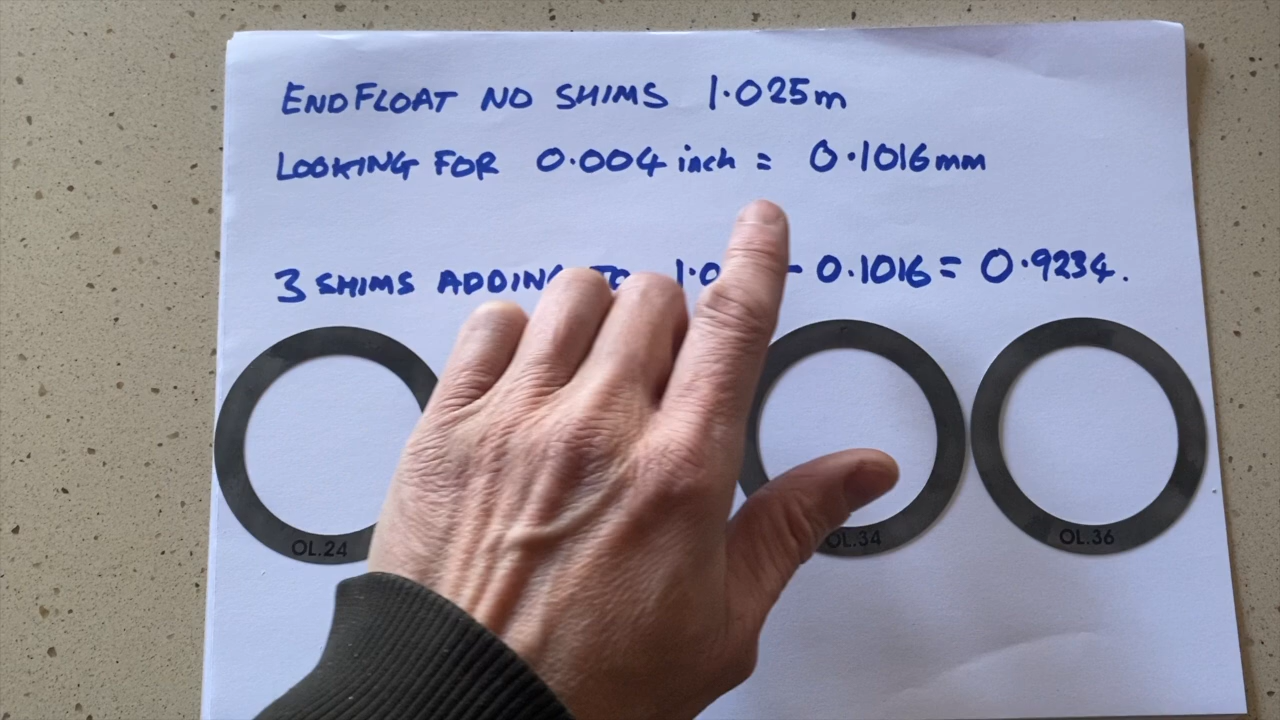 ENDFLOAT NO SHIMS 1.025m
LOOKING FOR 0.004 inch = 0.1016mm
3 SHIMS ADDING - 0.1016 = 0.9234.
OL.24 OL.34 OL.36